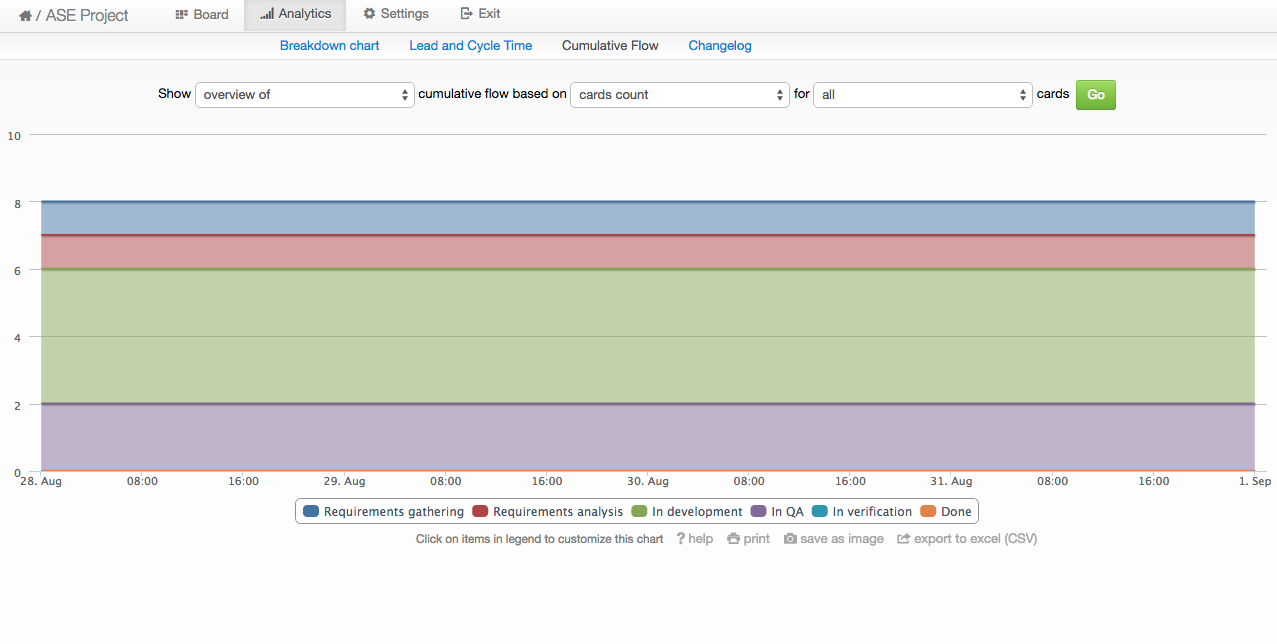 / ASE Project Board Analytics Settings Exit
Breakdown chart Lead and Cycle Time Cumulative Flow Changelog
Show overview of cumulative flow based on cards count for all cards Go
10
8
6
4
2
0
28. Aug 08:00 16:00 29. Aug 08:00 16:00 30. Aug 08:00 16:00 31. Aug 08:00 16:00 1. Sep
Requirements gathering Requirements analysis In development In QA In verification Done
Click on items in legend to customize this chart ? help print save as image export to excel (CSV)